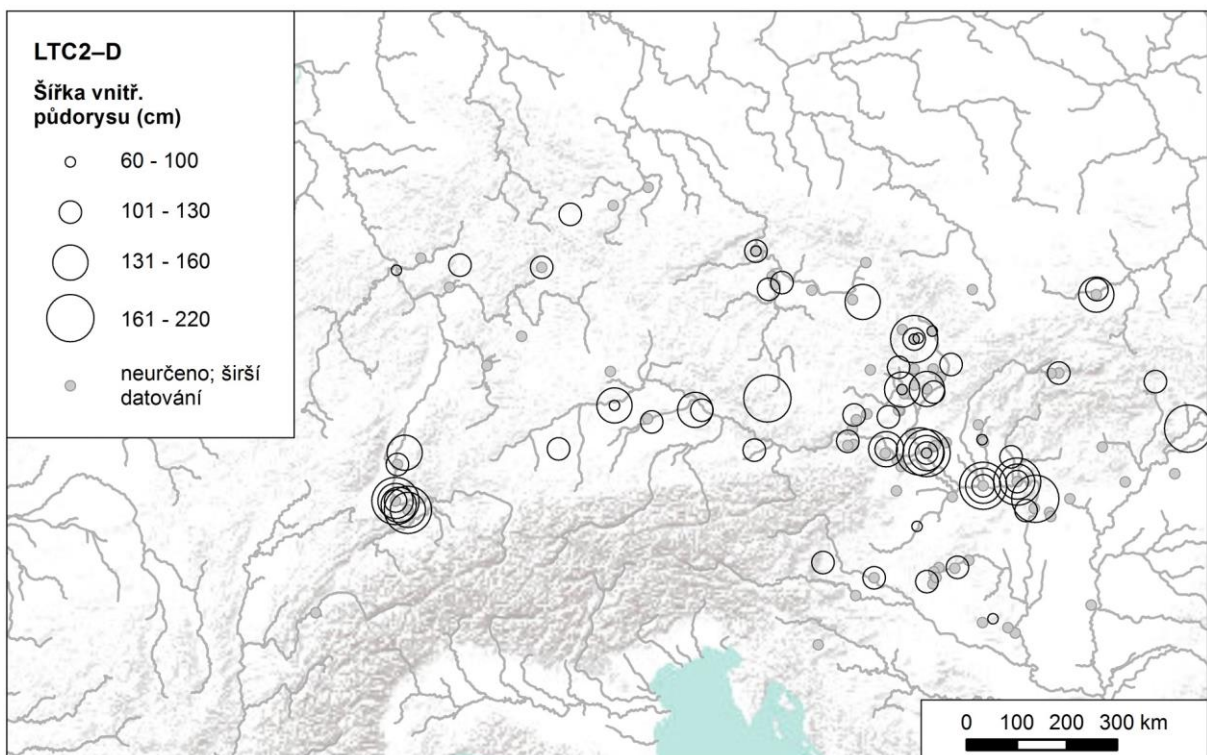 LTC2–D
Šířka vnitř.
půdorysu (cm)
60 - 100
101 - 130
131 - 160
161 - 220
neurčeno; širší
datování
0 100 200 300 km